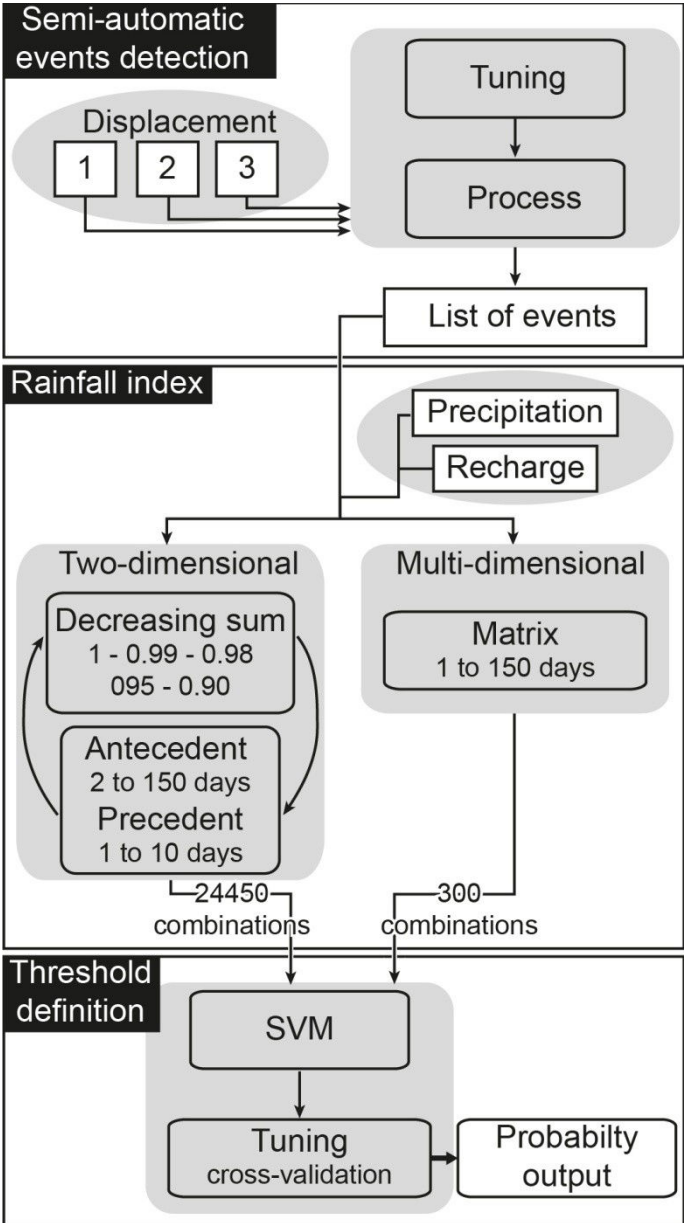 Semi-automatic
events detection
Displacement
1
2
3
Tuning
Process
List of events
Rainfall index
Precipitation
Recharge
Two-dimensional
Decreasing sum
1 - 0.99 - 0.98
095 - 0.90
Antecedent
2 to 150 days
Precedent
1 to 10 days
Multi-dimensional
Matrix
1 to 150 days
24450
combinations
300
combinations
Threshold
definition
SVM
Tuning
cross-validation
Probabilty
output